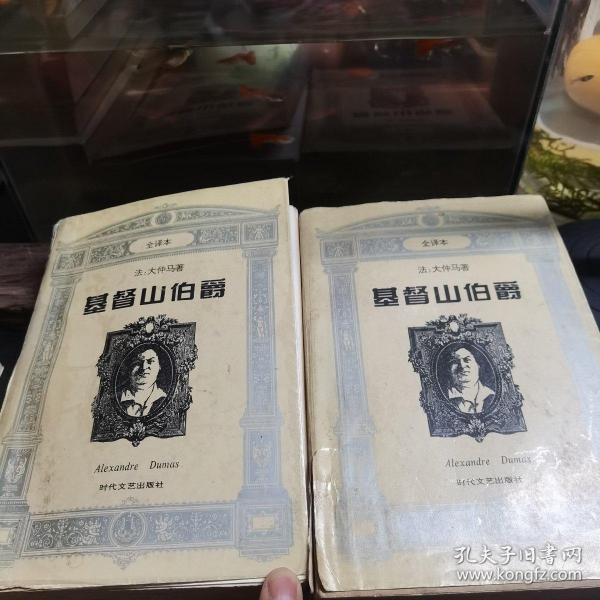 全译本
法:大仲马著
基督山伯爵
Alexandre Dumas
时代文艺出版社
全译本
法:大仲马著
基督山伯爵
Alexandre Dumas
时代文艺出版社
孔夫子旧书网
www.kongfz.com